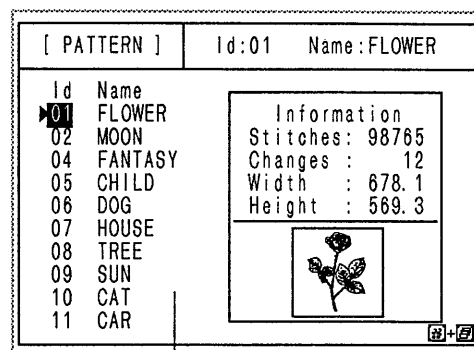 [ PATTERN ] Id:01 Name:FLOWER
Id Name
01 FLOWER
02 MOON
04 FANTASY
05 CHILD
06 DOG
07 HOUSE
08 TREE
09 SUN
10 CAT
11 CAR
Information
Stitches: 98765
Changes : 12
Width : 678.1
Height : 569.3